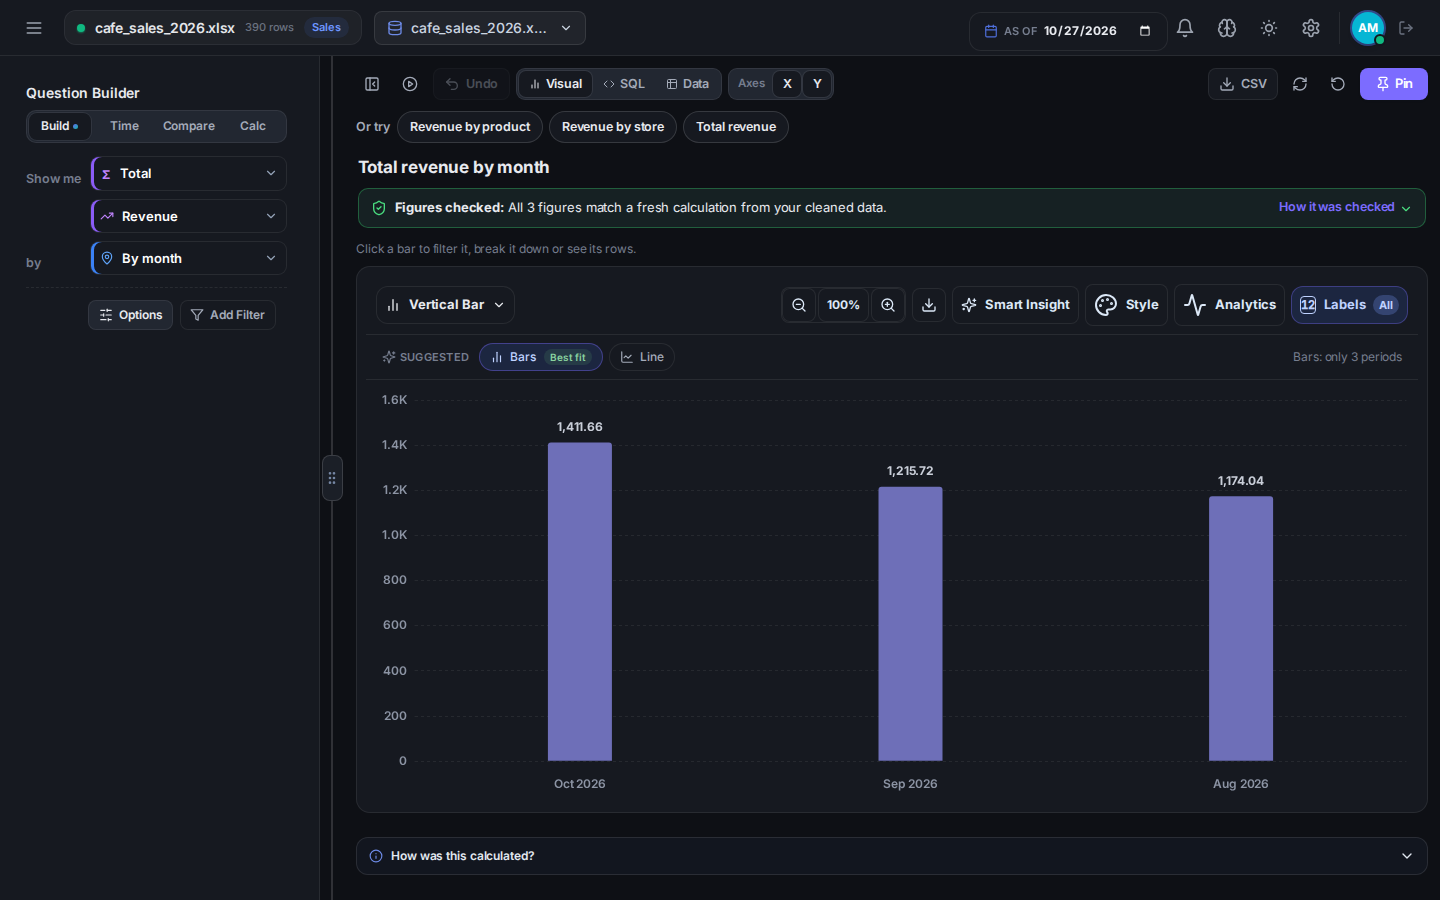 cafe_sales_2026.xlsx 390 rows Sales cafe_sales_2026.x... AS OF 10/27/2026 AM
Question Builder
Build Time Compare Calc
Show me Σ Total
Revenue
by By month
Options Add Filter
Undo Visual SQL Data Axes X Y CSV Pin
Or try Revenue by product Revenue by store Total revenue
Total revenue by month
Figures checked: All 3 figures match a fresh calculation from your cleaned data. How it was checked
Click a bar to filter it, break it down or see its rows.
Vertical Bar 100% Smart Insight Style Analytics 12 Labels All
SUGGESTED Bars Best fit Line Bars: only 3 periods
1.6K
1,411.66
1.4K
1,215.72
1,174.04
1.2K
1.0K
800
600
400
200
0
Oct 2026 Sep 2026 Aug 2026
How was this calculated?